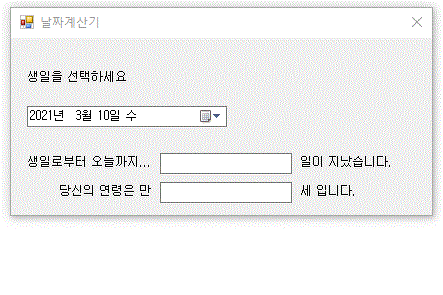 날짜계산기
생일을 선택하세요
2021년 3월 10일 수
생일로부터 오늘까지... 일이 지났습니다.
당신의 연령은 만 세 입니다.